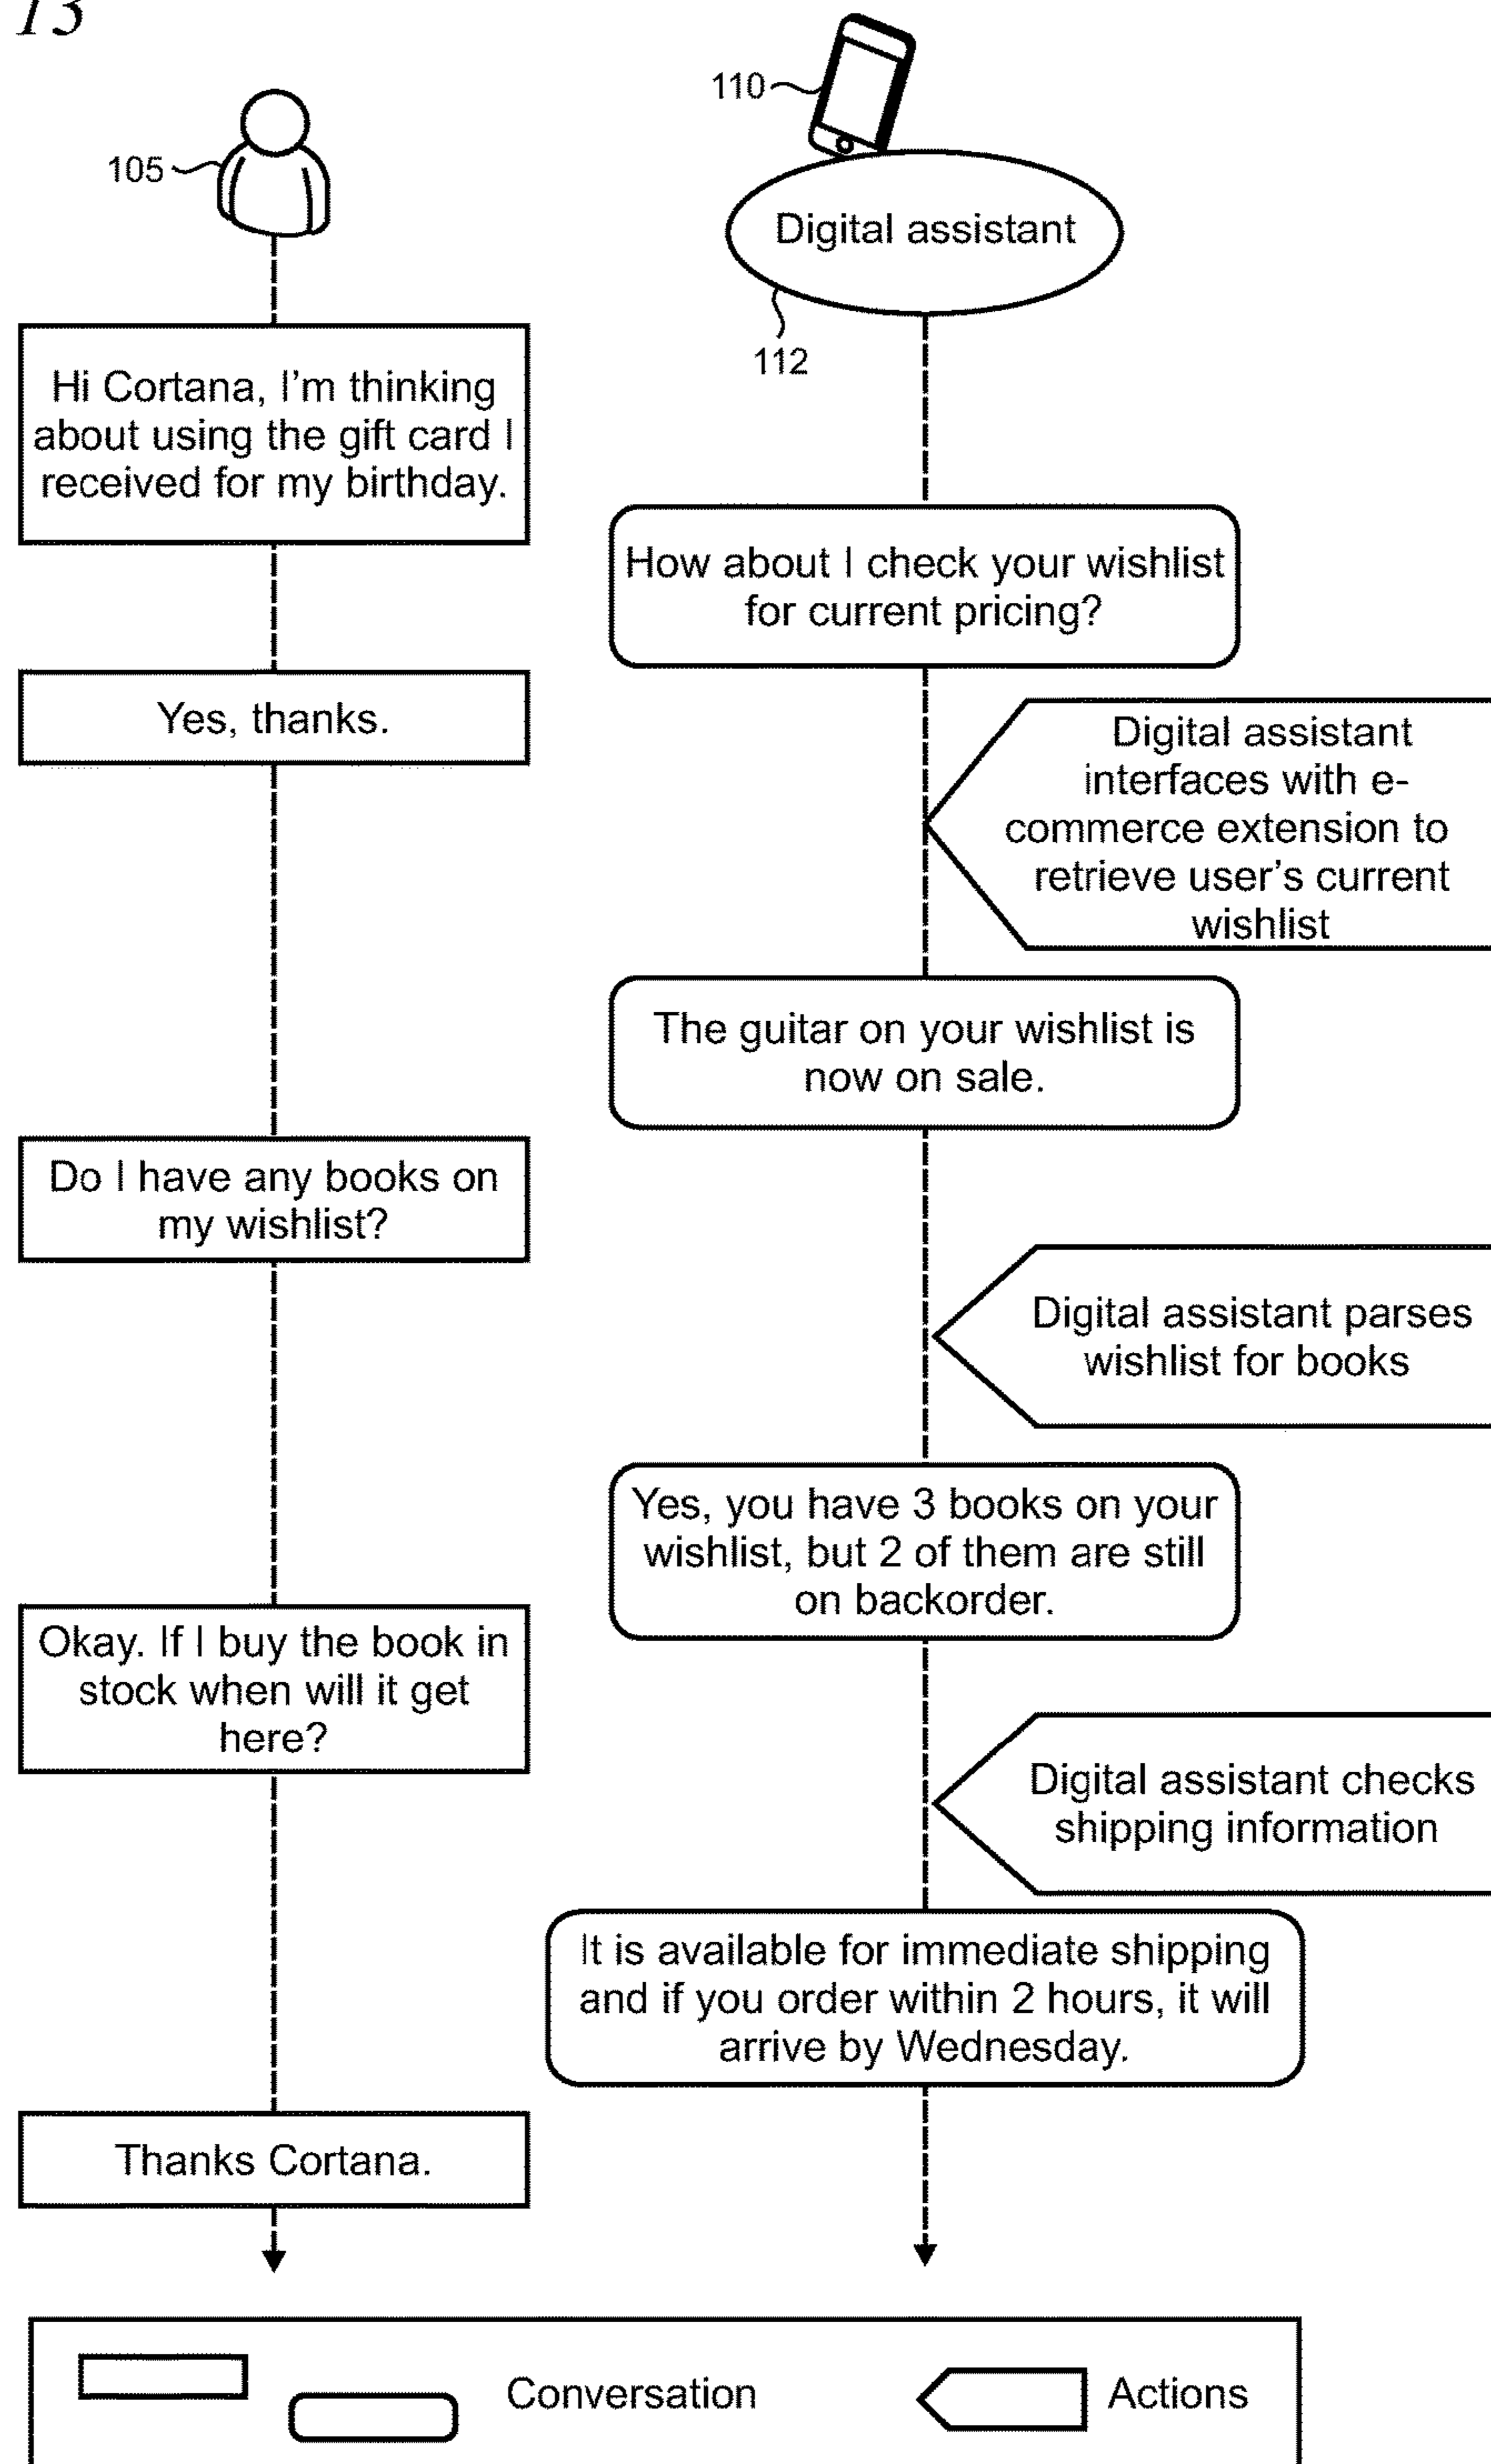 13
110
105
Digital assistant
112
Hi Cortana, I'm thinking
about using the gift card I
received for my birthday.
How about I check your wishlist
for current pricing?
Yes, thanks.
Digital assistant
interfaces with e-
commerce extension to
retrieve user's current
wishlist
The guitar on your wishlist is
now on sale.
Do I have any books on
my wishlist?
Digital assistant parses
wishlist for books
Yes, you have 3 books on your
wishlist, but 2 of them are still
on backorder.
Okay. If I buy the book in
stock when will it get
here?
Digital assistant checks
shipping information
It is available for immediate shipping
and if you order within 2 hours, it will
arrive by Wednesday.
Thanks Cortana.
Conversation
Actions